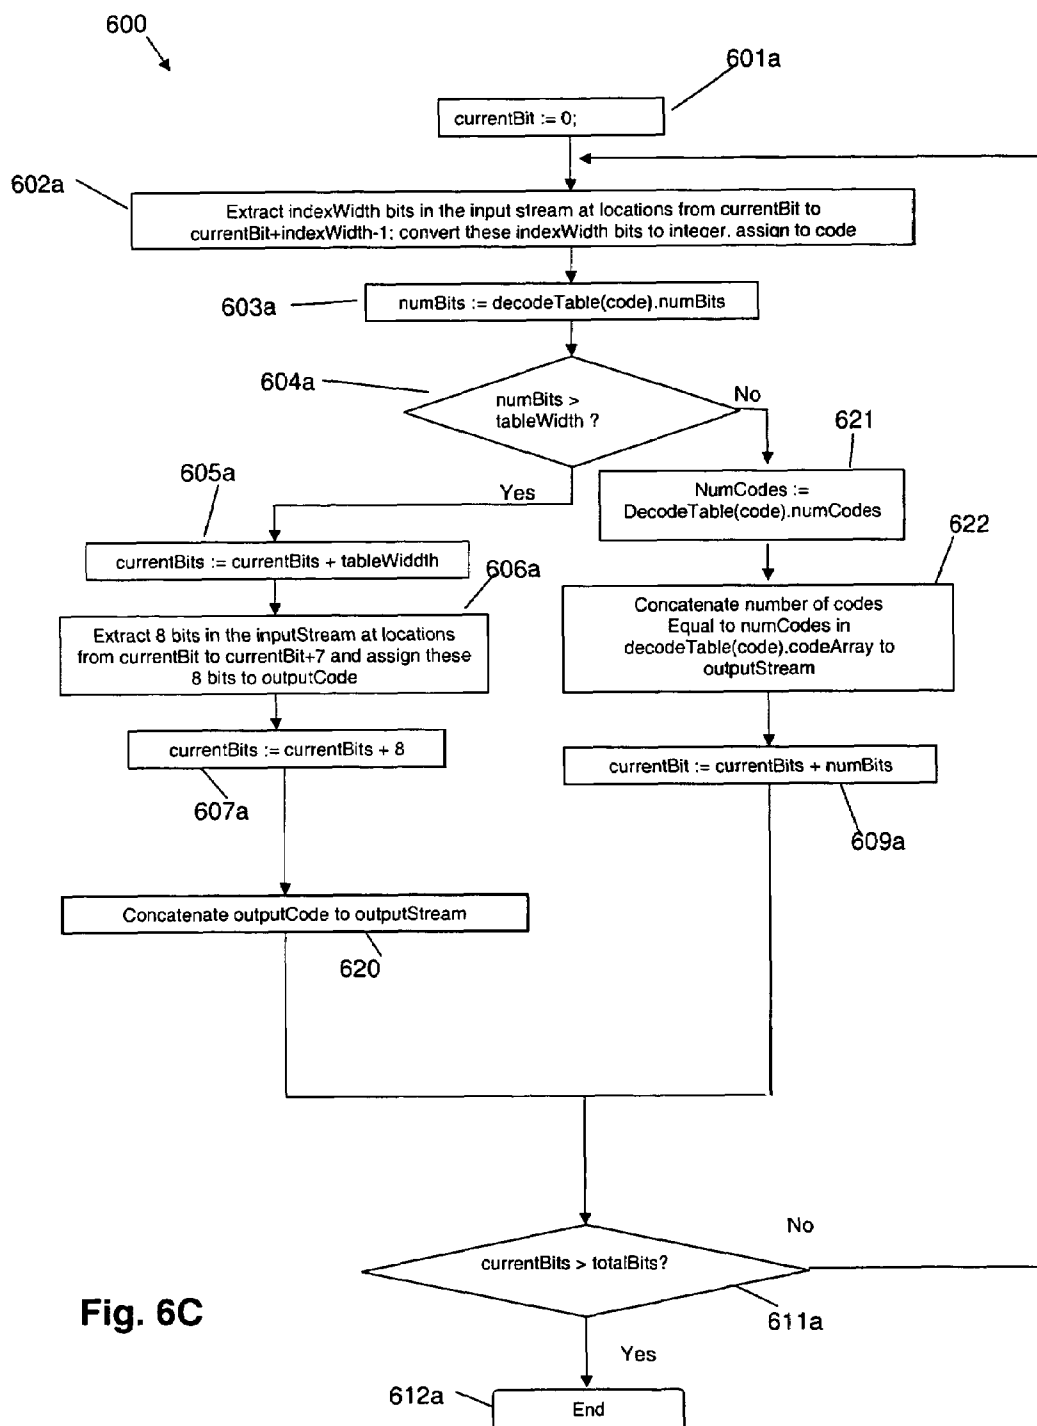 600
601a
currentBit := 0;
602a
Extract indexWidth bits in the input stream at locations from currentBit to
currentBit+indexWidth-1; convert these indexWidth bits to integer, assign to code
603a
numBits := decodeTable(code).numBits
604a
numBits >
tableWidth ?
No
621
NumCodes :=
DecodeTable(code).numCodes
605a
Yes
currentBits := currentBits + tableWiddth
622
606a
Extract 8 bits in the inputStream at locations
from currentBit to currentBit+7 and assign these
8 bits to outputCode
Concatenate number of codes
Equal to numCodes in
decodeTable(code).codeArray to
outputStream
currentBits := currentBits + 8
607a
currentBit := currentBits + numBits
609a
Concatenate outputCode to outputStream
620
currentBits > totalBits?
No
611a
Fig. 6C
Yes
612a
End